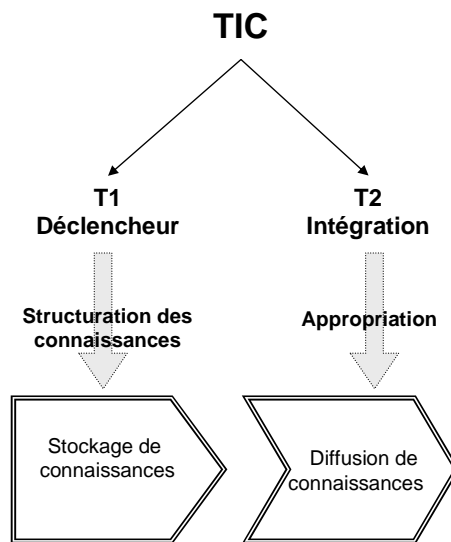 TIC
T1
Déclencheur
T2
Intégration
Structuration des
connaissances
Appropriation
Stockage de
connaissances
Diffusion de
connaissances